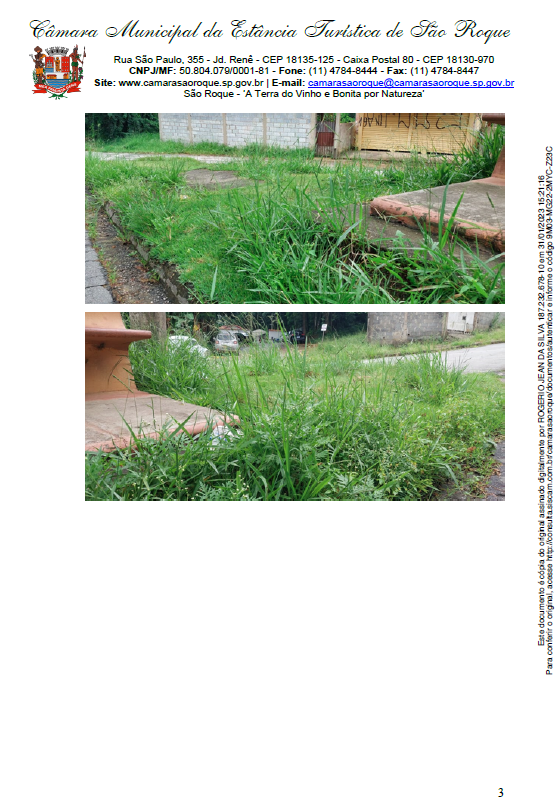 Câmara Municipal da Estância Turística de São Roque
Rua São Paulo, 355 - Jd. Renê - CEP 18135-125 - Caixa Postal 80 - CEP 18130-970
CNPJ/MF: 50.804.079/0001-81 - Fone: (11) 4784-8444 - Fax: (11) 4784-8447
Site: www.camarasaoroque.sp.gov.br | E-mail: camarasaoroque@camarasaoroque.sp.gov.br
São Roque - 'A Terra do Vinho e Bonita por Natureza'
Este documento é cópia do original assinado digitalmente por ROGERIO JEAN DA SILVA 187.232.678-10 em 31/01/2023 15:21:16
Para conferir o original, acesse http://consulta.siscam.com.br/camarasaoroque/documentos/autenticar e informe o código 9M03-MG22-2MYC-Z23C
3